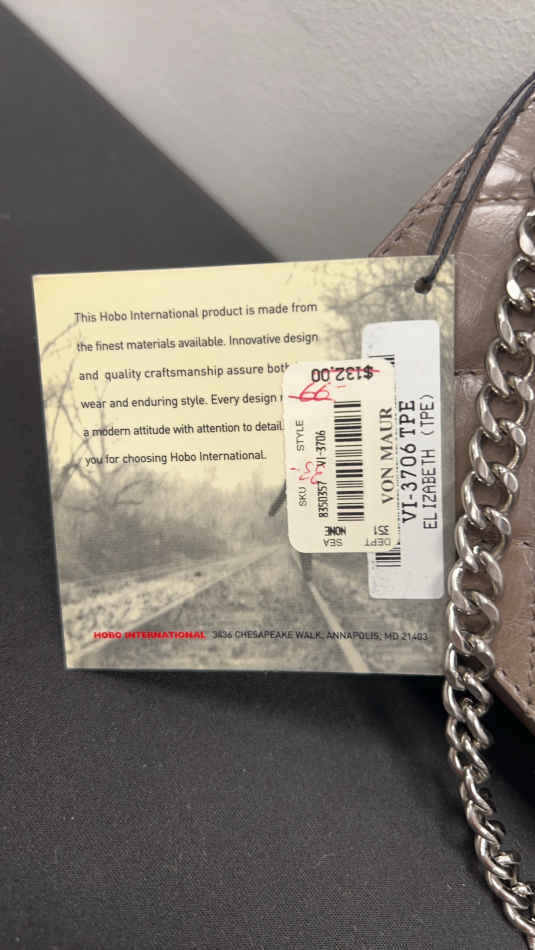 This Hobo International product is made from
the finest materials available. Innovative design
and quality craftsmanship assure both
wear and enduring style. Every design
a modern attitude with attention to detail.
you for choosing Hobo International.
HOBO INTERNATIONAL 3436 CHESAPEAKE WALK, ANNAPOLIS, MD 21403
$132.00
SKU STYLE
8350357 VI-3706
VON MAUR
DEPT SEA
351 NONE
VI-3706 TPE
ELIZABETH (TPE)